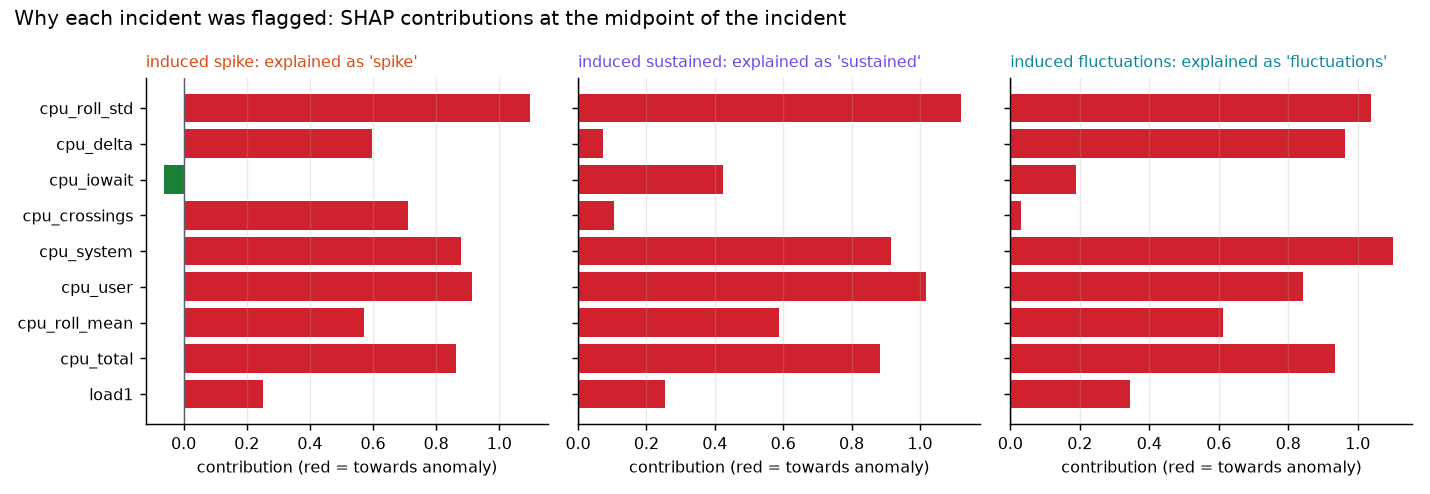 Why each incident was flagged: SHAP contributions at the midpoint of the incident
induced spike: explained as 'spike'
induced sustained: explained as 'sustained'
induced fluctuations: explained as 'fluctuations'
cpu_roll_std
cpu_delta
cpu_iowait
cpu_crossings
cpu_system
cpu_user
cpu_roll_mean
cpu_total
load1
0.0 0.2 0.4 0.6 0.8 1.0
0.0 0.2 0.4 0.6 0.8 1.0
0.0 0.2 0.4 0.6 0.8 1.0
contribution (red = towards anomaly)
contribution (red = towards anomaly)
contribution (red = towards anomaly)